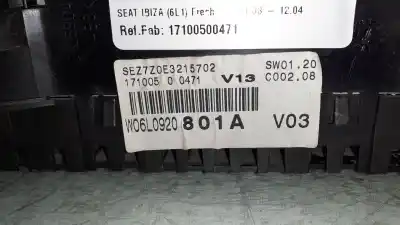 SEAT IBIZA (6L1) Fresh - 12.04
Ref.Fab: 17100500471
SEZ7Z0E3215702 SW01.20
171005 0 0471 V13 C002.08
W06L0920 801A V03